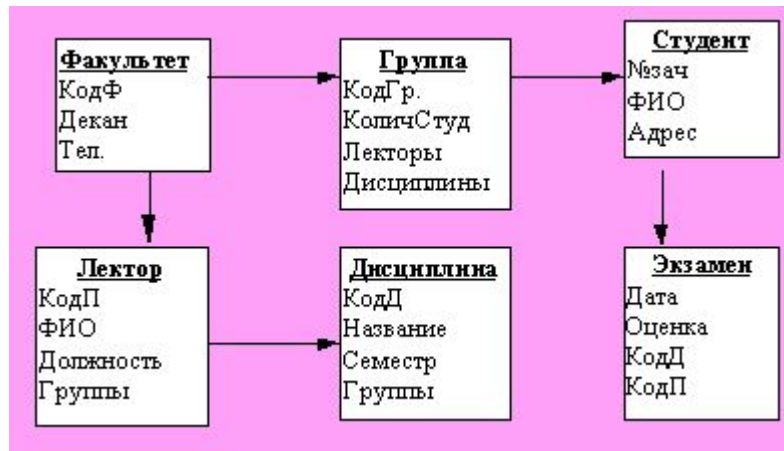 Факультет
КодФ
Декан
Тел.
Группа
КодГр.
КоличСтуд
Лекторы
Дисциплины
Студент
№зач
ФИО
Адрес
Лектор
КодП
ФИО
Должность
Группы
Дисциплина
КодД
Название
Семестр
Группы
Экзамен
Дата
Оценка
КодД
КодП